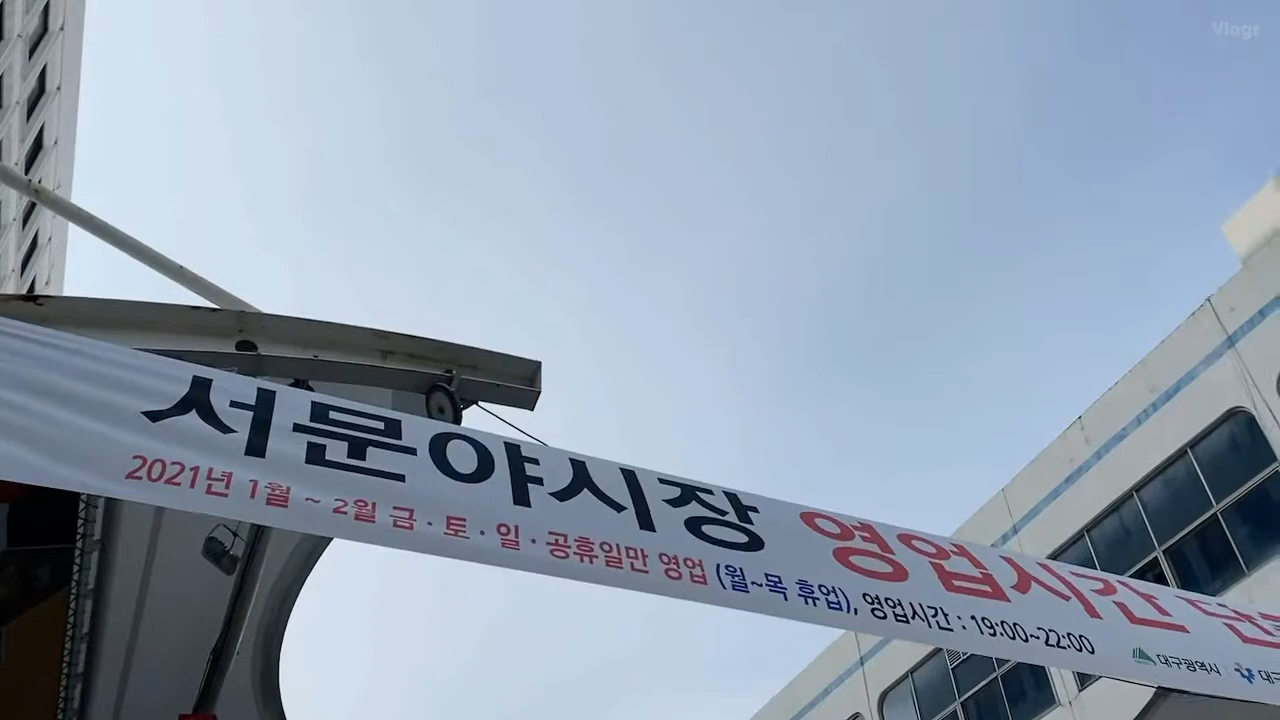 Vlogr
서문야시장 영업시간
2021년 1월 ~ 2월 금·토·일·공휴일만 영업 (월~목 휴업), 영업시간 : 19:00~22:00
대구광역시